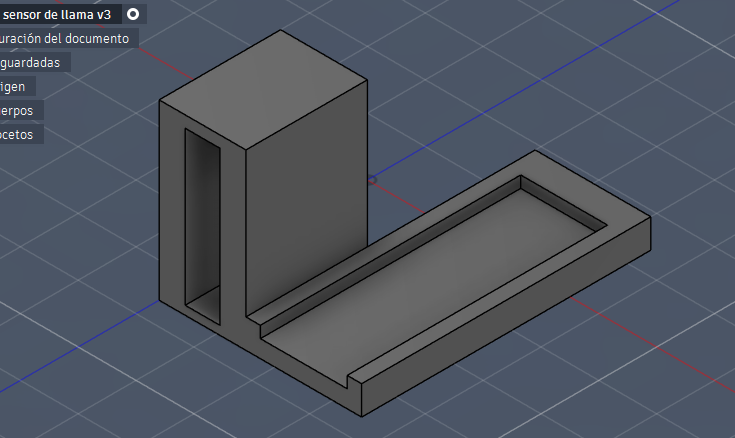 sensor de llama v3
uración del documento
guardadas
igen
erpos
ocetos